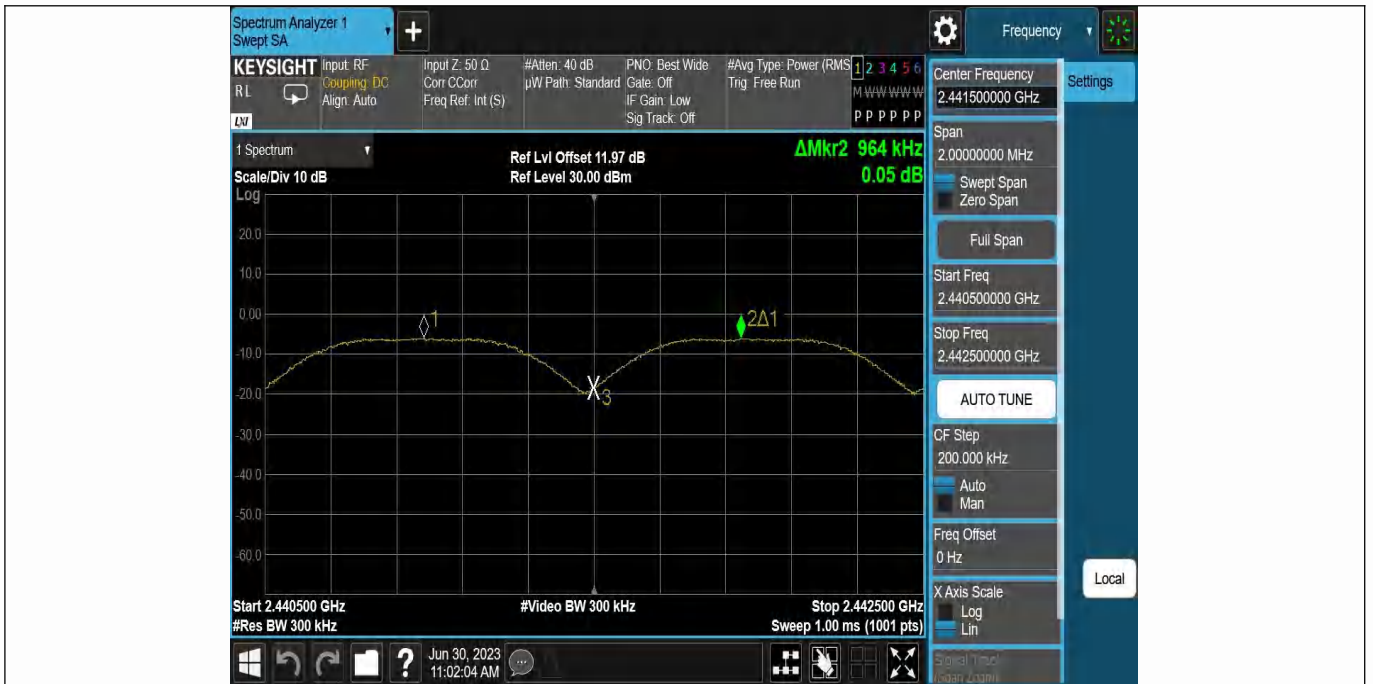 Spectrum Analyzer 1
Swept SA
Frequency
KEYSIGHT
RL
LXI
Input: RF
Coupling: DC
Align: Auto
Input Z: 50 Ω
Corr CCorr
Freq Ref: Int (S)
#Atten: 40 dB
µW Path: Standard
PNO: Best Wide
Gate: Off
IF Gain: Low
Sig Track: Off
#Avg Type: Power (RMS
Trig: Free Run
1 2 3 4 5 6
M W W W W W
P P P P P P
1 Spectrum
Scale/Div 10 dB
Ref Lvl Offset 11.97 dB
Ref Level 30.00 dBm
ΔMkr2 964 kHz
0.05 dB
Log
20.0
10.0
0.00
-10.0
-20.0
-30.0
-40.0
-50.0
-60.0
1
2Δ1
3
Start 2.440500 GHz
#Res BW 300 kHz
#Video BW 300 kHz
Stop 2.442500 GHz
Sweep 1.00 ms (1001 pts)
Jun 30, 2023
11:02:04 AM
Center Frequency
2.441500000 GHz
Settings
Span
2.00000000 MHz
Swept Span
Zero Span
Full Span
Start Freq
2.440500000 GHz
Stop Freq
2.442500000 GHz
AUTO TUNE
CF Step
200.000 kHz
Auto
Man
Freq Offset
0 Hz
X Axis Scale
Log
Lin
Signal Track
(Span Zoom)
Local